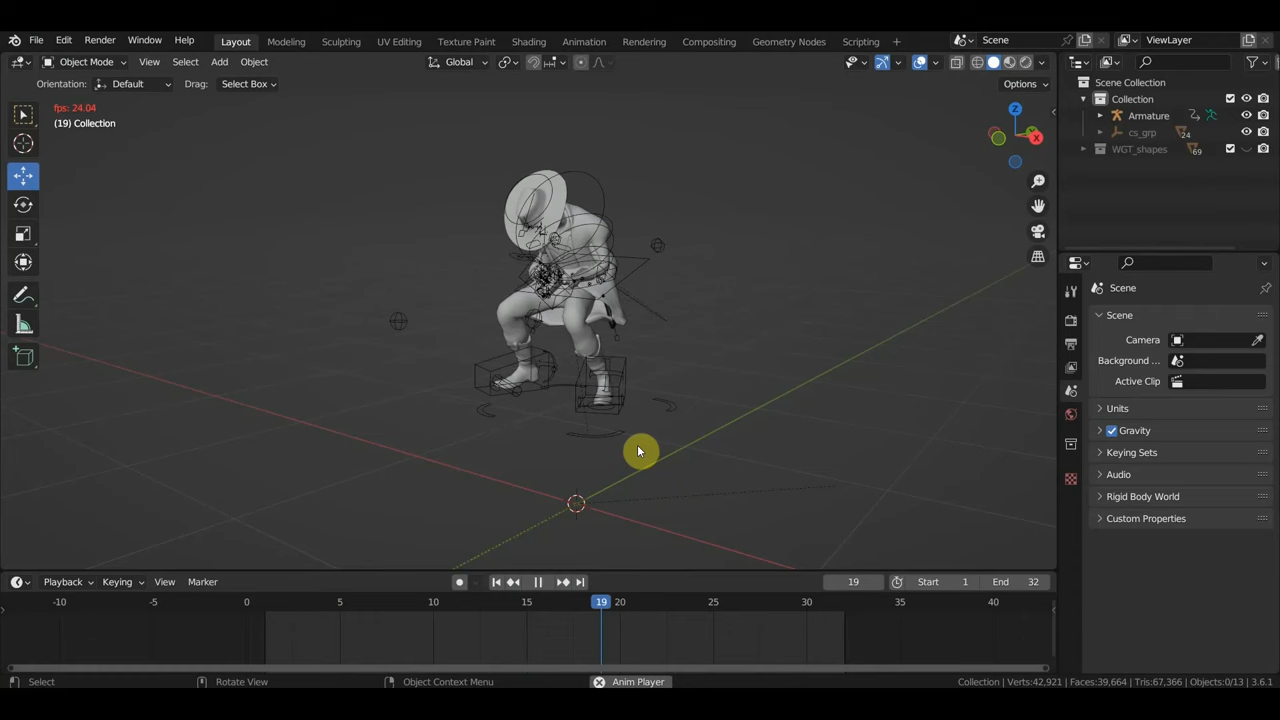 File Edit Render Window Help Layout Modeling Sculpting UV Editing Texture Paint Shading Animation Rendering Compositing Geometry Nodes Scripting + Scene ViewLayer
Object Mode View Select Add Object Global Options
Orientation: Default Drag: Select Box
fps: 24.04
(19) Collection
Z
X
Scene Collection
Collection
Armature
cs_grp 24
WGT_shapes 69
Scene
Scene
Camera
Background ...
Active Clip
Units
Gravity
Keying Sets
Audio
Rigid Body World
Custom Properties
Playback Keying View Marker 19 Start 1 End 32
-10 -5 0 5 10 15 19 20 25 30 35 40
Select Rotate View Object Context Menu Anim Player Collection | Verts:42,921 | Faces:39,664 | Tris:67,366 | Objects:0/13 | 3.6.1